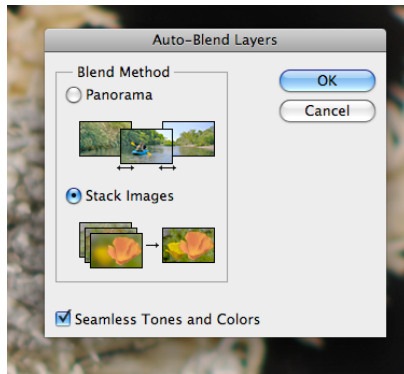 Auto-Blend Layers
Blend Method
Panorama
OK
Cancel
Stack Images
Seamless Tones and Colors